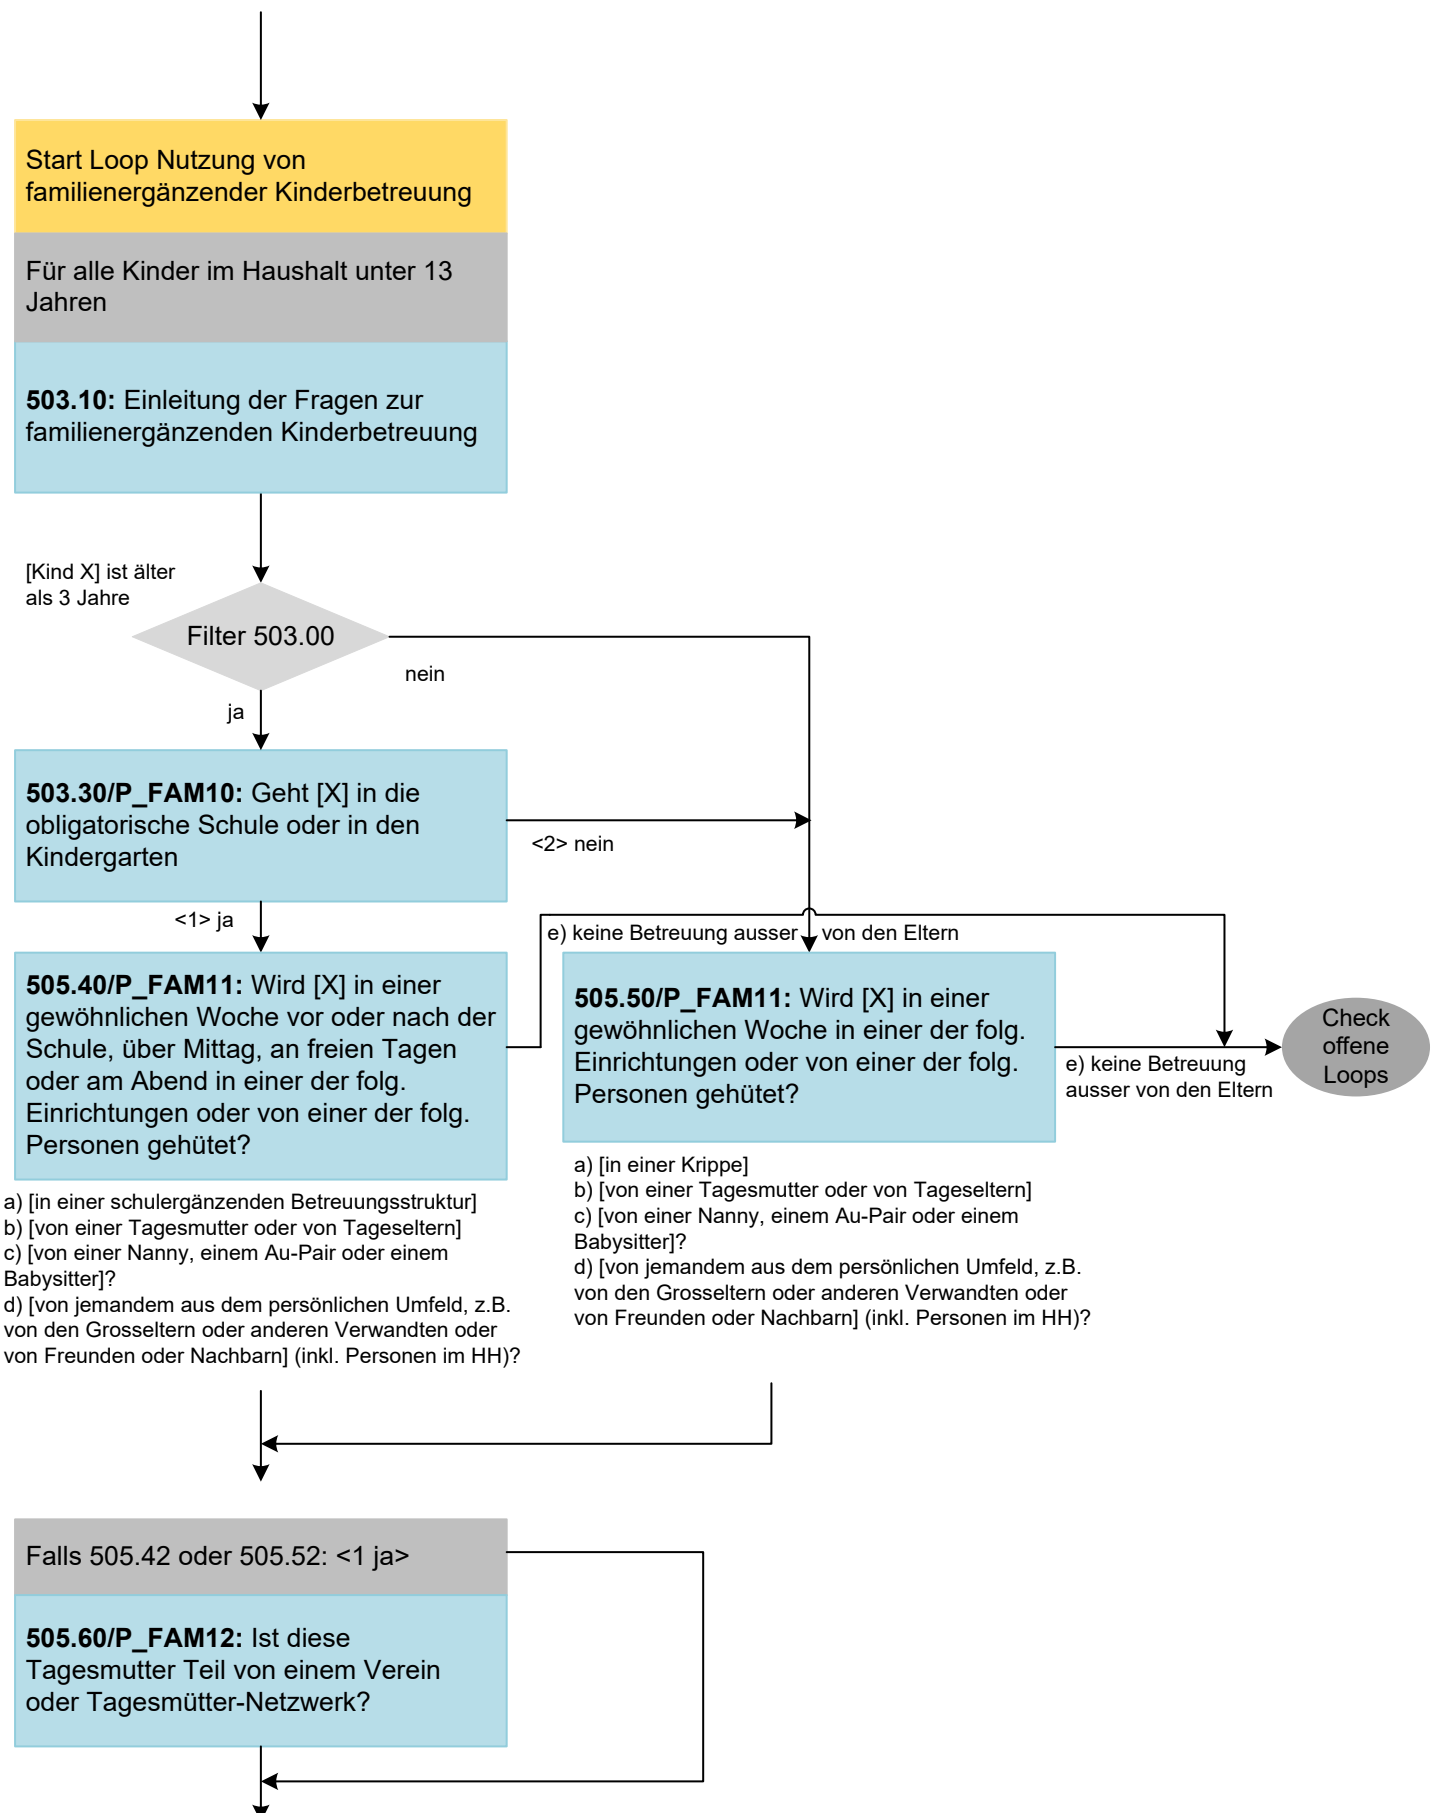 Start Loop Nutzung von
familienergänzender Kinderbetreuung
Für alle Kinder im Haushalt unter 13
Jahren
503.10: Einleitung der Fragen zur
familienergänzenden Kinderbetreuung
[Kind X] ist älter
als 3 Jahre
Filter 503.00
nein
ja
503.30/P_FAM10: Geht [X] in die
obligatorische Schule oder in den
Kindergarten
<2> nein
<1> ja
e) keine Betreuung ausser von den Eltern
505.40/P_FAM11: Wird [X] in einer
gewöhnlichen Woche vor oder nach der
Schule, über Mittag, an freien Tagen
oder am Abend in einer der folg.
Einrichtungen oder von einer der folg.
Personen gehütet?
a) [in einer schulergänzenden Betreuungsstruktur]
b) [von einer Tagesmutter oder von Tageseltern]
c) [von einer Nanny, einem Au-Pair oder einem
Babysitter]?
d) [von jemandem aus dem persönlichen Umfeld, z.B.
von den Grosseltern oder anderen Verwandten oder
von Freunden oder Nachbarn] (inkl. Personen im HH)?
505.50/P_FAM11: Wird [X] in einer
gewöhnlichen Woche in einer der folg.
Einrichtungen oder von einer der folg.
Personen gehütet?
a) [in einer Krippe]
b) [von einer Tagesmutter oder von Tageseltern]
c) [von einer Nanny, einem Au-Pair oder einem
Babysitter]?
d) [von jemandem aus dem persönlichen Umfeld, z.B.
von den Grosseltern oder anderen Verwandten oder
von Freunden oder Nachbarn] (inkl. Personen im HH)?
e) keine Betreuung
ausser von den Eltern
Check
offene
Loops
Falls 505.42 oder 505.52: <1 ja>
505.60/P_FAM12: Ist diese
Tagesmutter Teil von einem Verein
oder Tagesmütter-Netzwerk?